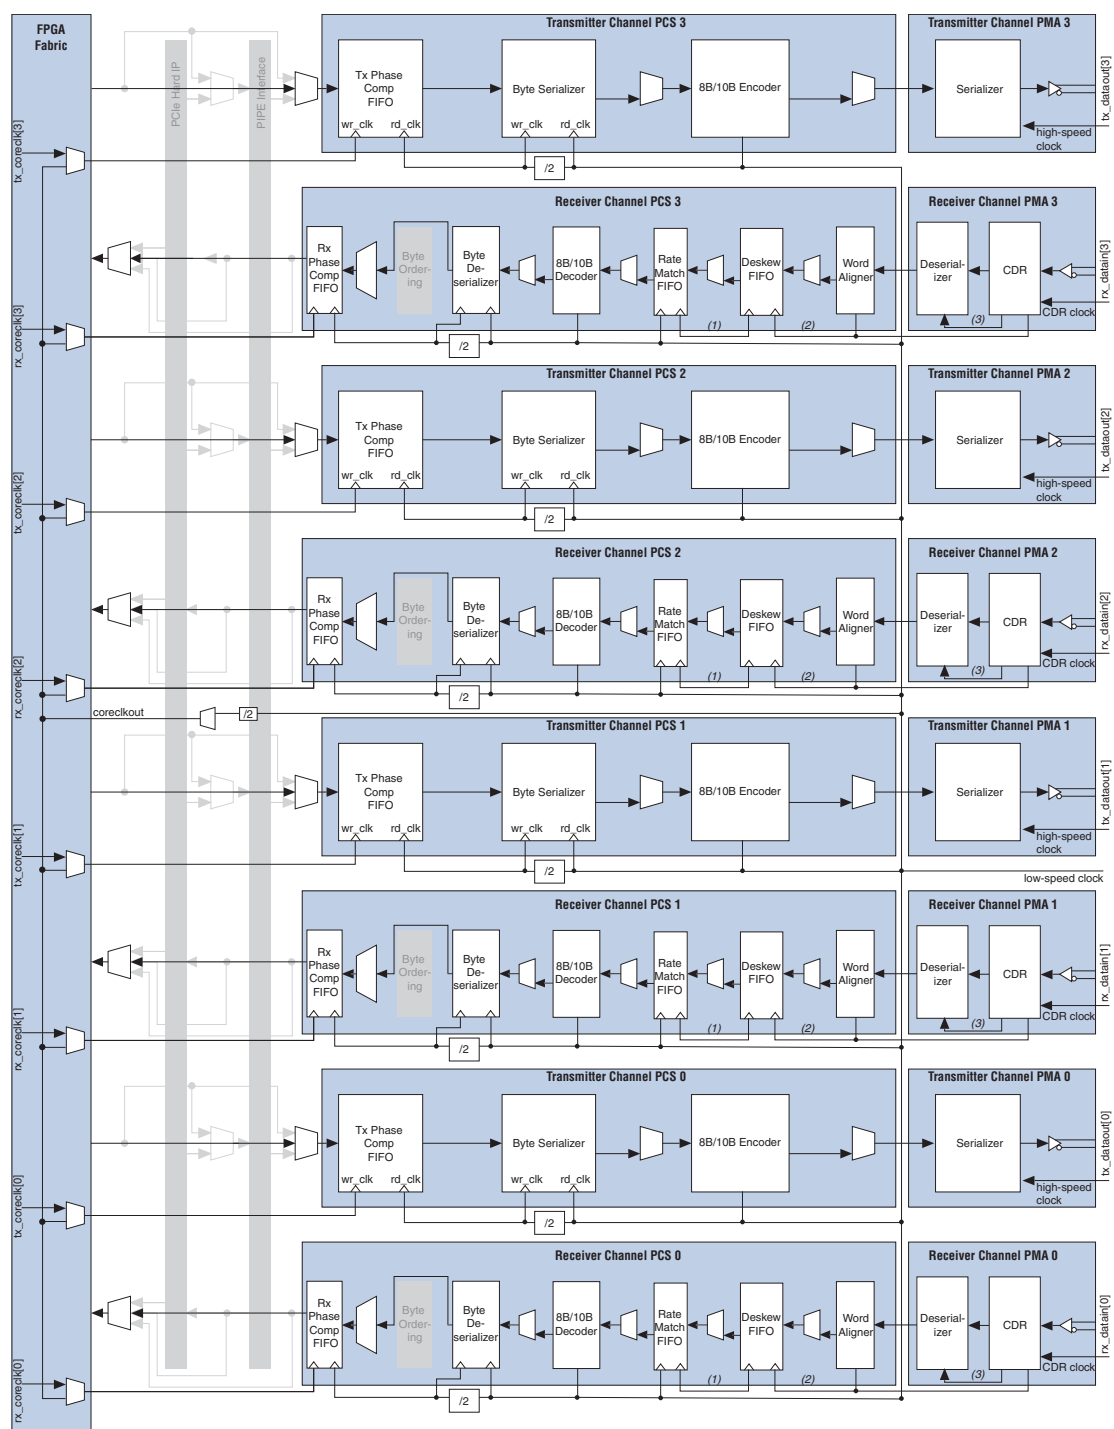 FPGA
Fabric
PCIe Hard IP
PIPE Interface
Transmitter Channel PCS 3
Transmitter Channel PMA 3
Tx Phase
Comp
FIFO
wr_clk
rd_clk
Byte Serializer
wr_clk
rd_clk
8B/10B Encoder
Serializer
high-speed
clock
tx_dataout[3]
tx_coreclk[3]
/2
Receiver Channel PCS 3
Receiver Channel PMA 3
Rx
Phase
Comp
FIFO
Byte
Order-
ing
Byte
De-
serializer
8B/10B
Decoder
Rate
Match
FIFO
Deskew
FIFO
Word
Aligner
Deserial-
izer
CDR
rx_datain[3]
CDR clock
(1)
(2)
(3)
rx_coreclk[3]
/2
Transmitter Channel PCS 2
Transmitter Channel PMA 2
Tx Phase
Comp
FIFO
wr_clk
rd_clk
Byte Serializer
wr_clk
rd_clk
8B/10B Encoder
Serializer
high-speed
clock
tx_dataout[2]
tx_coreclk[2]
/2
Receiver Channel PCS 2
Receiver Channel PMA 2
Rx
Phase
Comp
FIFO
Byte
Order-
ing
Byte
De-
serializer
8B/10B
Decoder
Rate
Match
FIFO
Deskew
FIFO
Word
Aligner
Deserial-
izer
CDR
rx_datain[2]
CDR clock
(1)
(2)
(3)
rx_coreclk[2]
/2
coreclkout
/2
Transmitter Channel PCS 1
Transmitter Channel PMA 1
Tx Phase
Comp
FIFO
wr_clk
rd_clk
Byte Serializer
wr_clk
rd_clk
8B/10B Encoder
Serializer
high-speed
clock
tx_dataout[1]
tx_coreclk[1]
/2
low-speed clock
Receiver Channel PCS 1
Receiver Channel PMA 1
Rx
Phase
Comp
FIFO
Byte
Order-
ing
Byte
De-
serializer
8B/10B
Decoder
Rate
Match
FIFO
Deskew
FIFO
Word
Aligner
Deserial-
izer
CDR
rx_datain[1]
CDR clock
(1)
(2)
(3)
rx_coreclk[1]
/2
Transmitter Channel PCS 0
Transmitter Channel PMA 0
Tx Phase
Comp
FIFO
wr_clk
rd_clk
Byte Serializer
wr_clk
rd_clk
8B/10B Encoder
Serializer
high-speed
clock
tx_dataout[0]
tx_coreclk[0]
/2
Receiver Channel PCS 0
Receiver Channel PMA 0
Rx
Phase
Comp
FIFO
Byte
Order-
ing
Byte
De-
serializer
8B/10B
Decoder
Rate
Match
FIFO
Deskew
FIFO
Word
Aligner
Deserial-
izer
CDR
rx_datain[0]
CDR clock
(1)
(2)
(3)
rx_coreclk[0]
/2